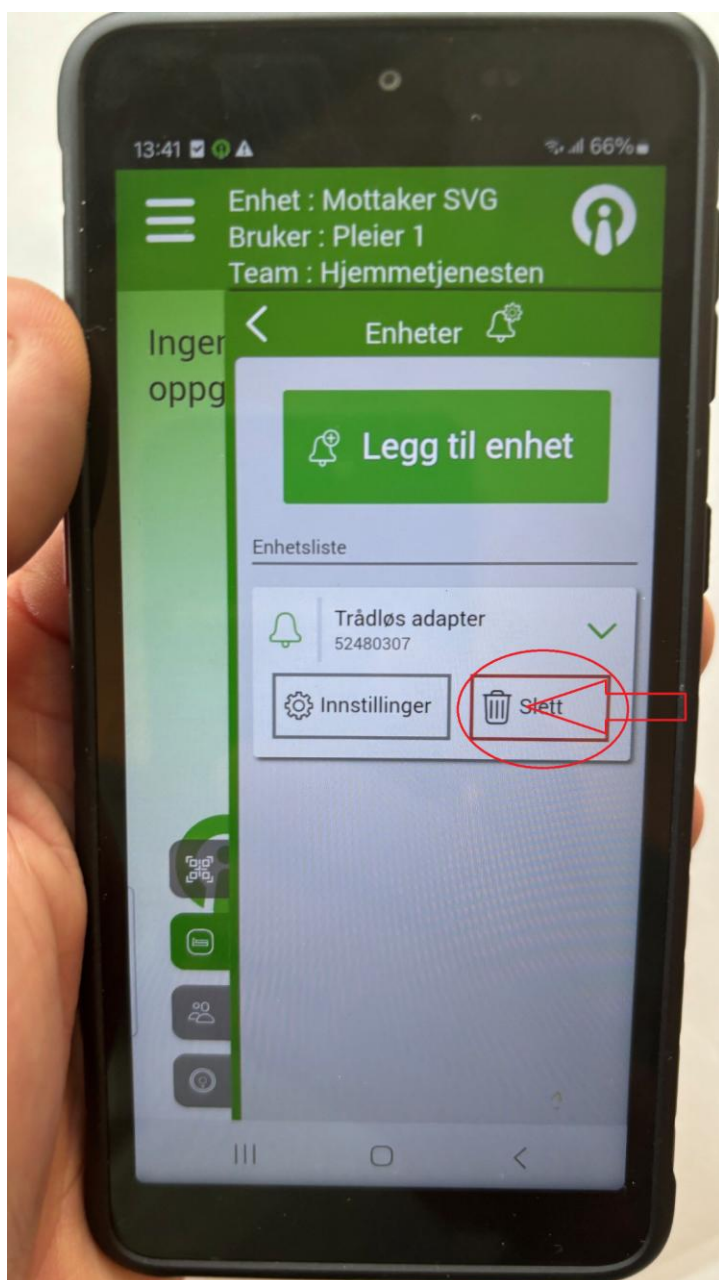 13:41
66%
Enhet : Mottaker SVG
Bruker : Pleier 1
Team : Hjemmetjenesten
Enheter
Legg til enhet
Enhetsliste
Trådløs adapter
52480307
Innstillinger
Slett